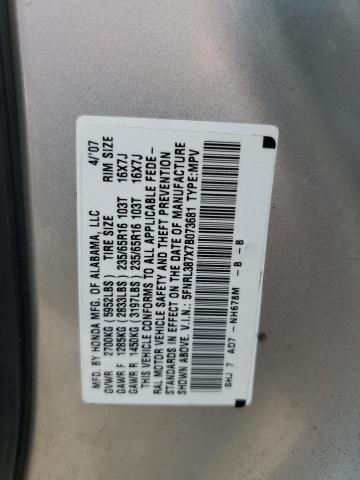 MFD. BY HONDA MFG. OF ALABAMA, LLC 4/'07
GVWR 2700KG (5952LBS) TIRE SIZE RIM SIZE
GAWR F 1285KG (2833LBS) 235/65R16 103T 16X7J
GAWR R 1450KG (3197LBS) 235/65R16 103T 16X7J
THIS VEHICLE CONFORMS TO ALL APPLICABLE FEDE-
RAL MOTOR VEHICLE SAFETY AND THEFT PREVENTION
STANDARDS IN EFFECT ON THE DATE OF MANUFACTURE
SHOWN ABOVE. V.I.N.: 5FNRL387X7B073681 TYPE:MPV
SHJ 7 AD7 - NH678M - B - B